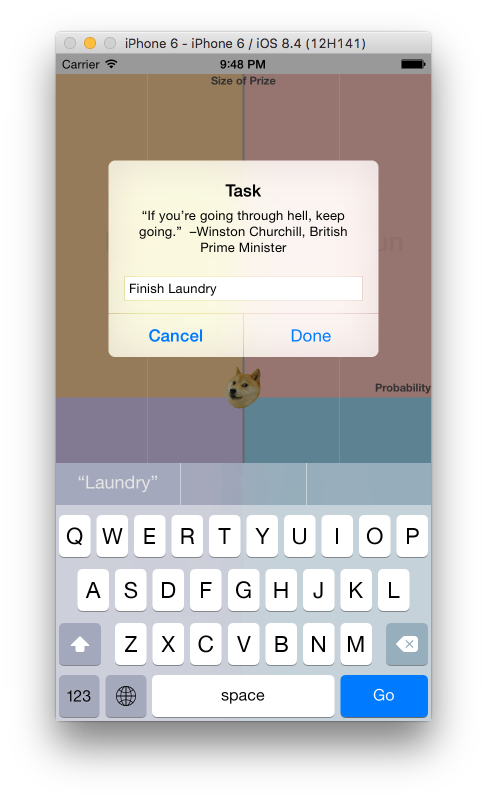 iPhone 6 - iPhone 6 / iOS 8.4 (12H141)
Carrier 9:48 PM
Size of Prize
Task
“If you’re going through hell, keep
going.” –Winston Churchill, British
Prime Minister
Finish Laundry
Cancel Done
Probability
“Laundry”
Q W E R T Y U I O P
A S D F G H J K L
Z X C V B N M
123 space Go